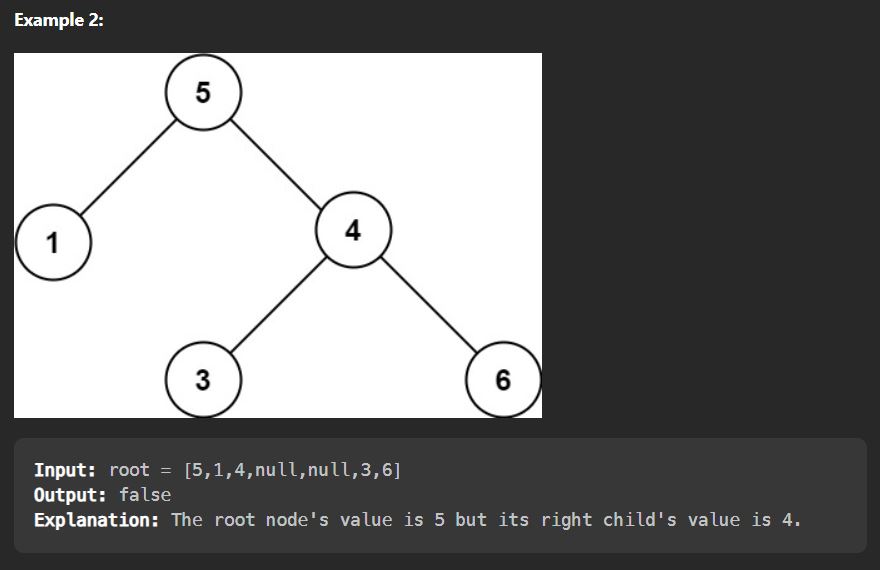 Example 2:
5
1
4
3
6
Input: root = [5,1,4,null,null,3,6]
Output: false
Explanation: The root node's value is 5 but its right child's value is 4.